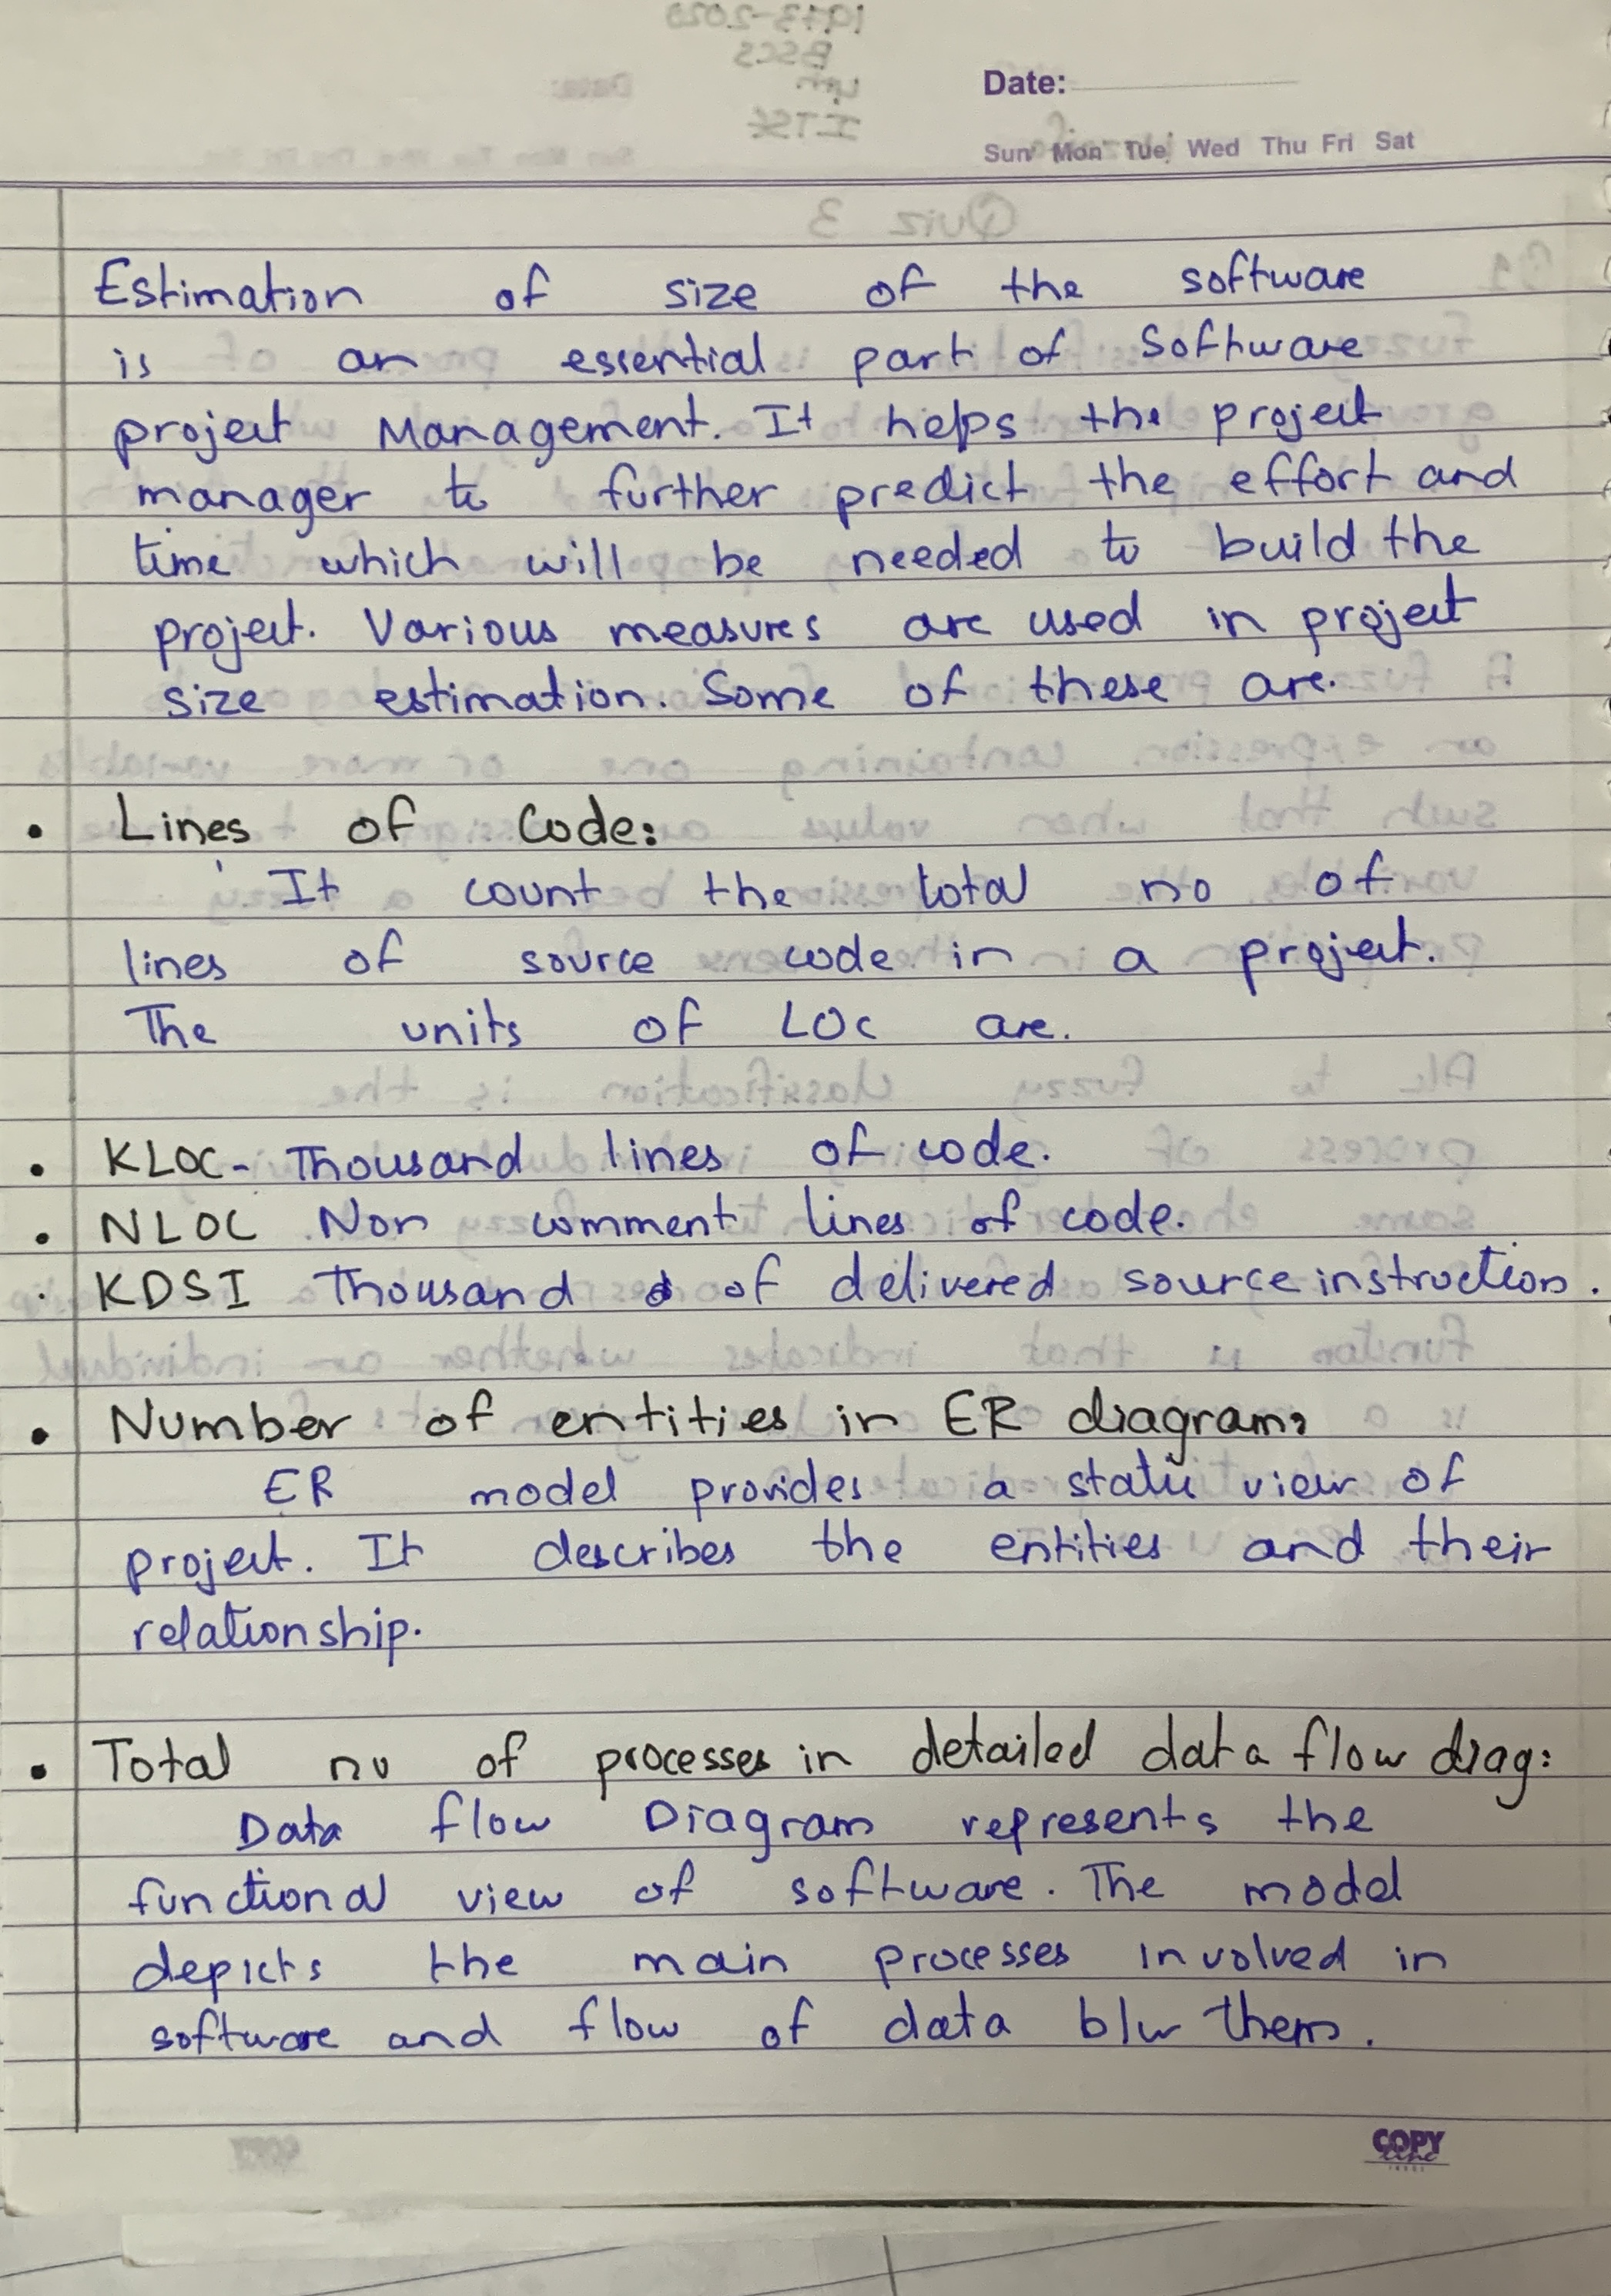 Date:
Sun Mon Tue Wed Thu Fri Sat
Estimation of size of the software
is an essential part of Software
project Management. It helps the project
manager to further predict the effort and
time which will be needed to build the
project. Various measures are used in project
size estimation. Some of these are.
• Lines of Code:
It count the total no of
lines of source code in a project.
The units of LOC are.
• KLOC- Thousand lines of code.
• NLOC Non comment lines of code.
• KDSI Thousand of delivered source instruction.
• Number of entities in ER diagram:
ER model provides a static view of
project. It describes the entities and their
relationship.
• Total no of processes in detailed data flow diag:
Data flow Diagram represents the
functional view of software. The model
depicts the main processes involved in
software and flow of data b/w them.
COPY